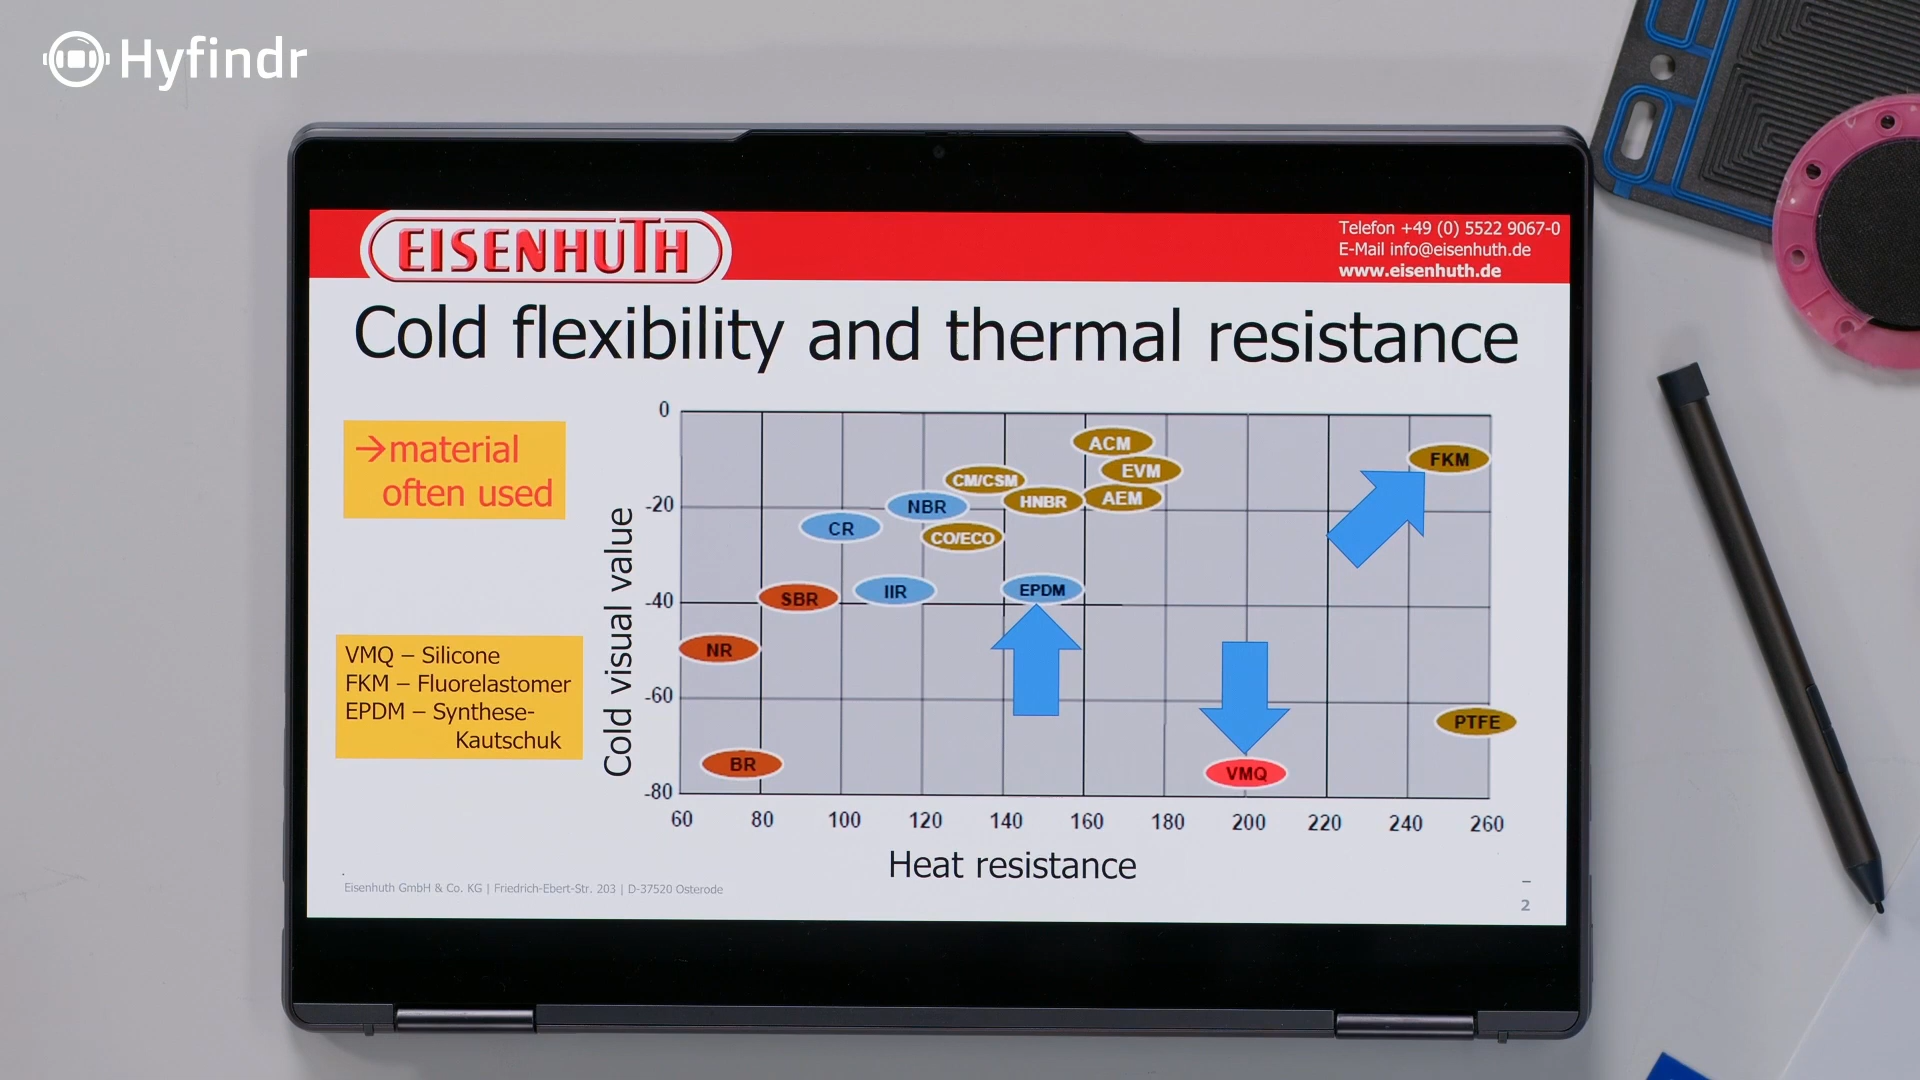 Hyfindr
EISENHUTH
Telefon +49 (0) 5522 9067-0
E-Mail info@eisenhuth.de
www.eisenhuth.de
Cold flexibility and thermal resistance
→material
often used
VMQ – Silicone
FKM – Fluorelastomer
EPDM – Synthese-
Kautschuk
Cold visual value
0
-20
-40
-60
-80
ACM
FKM
EVM
CM/CSM
AEM
HNBR
NBR
CR
CO/ECO
EPDM
IIR
SBR
NR
PTFE
BR
VMQ
60 80 100 120 140 160 180 200 220 240 260
Heat resistance
Eisenhuth GmbH & Co. KG | Friedrich-Ebert-Str. 203 | D-37520 Osterode
–
2